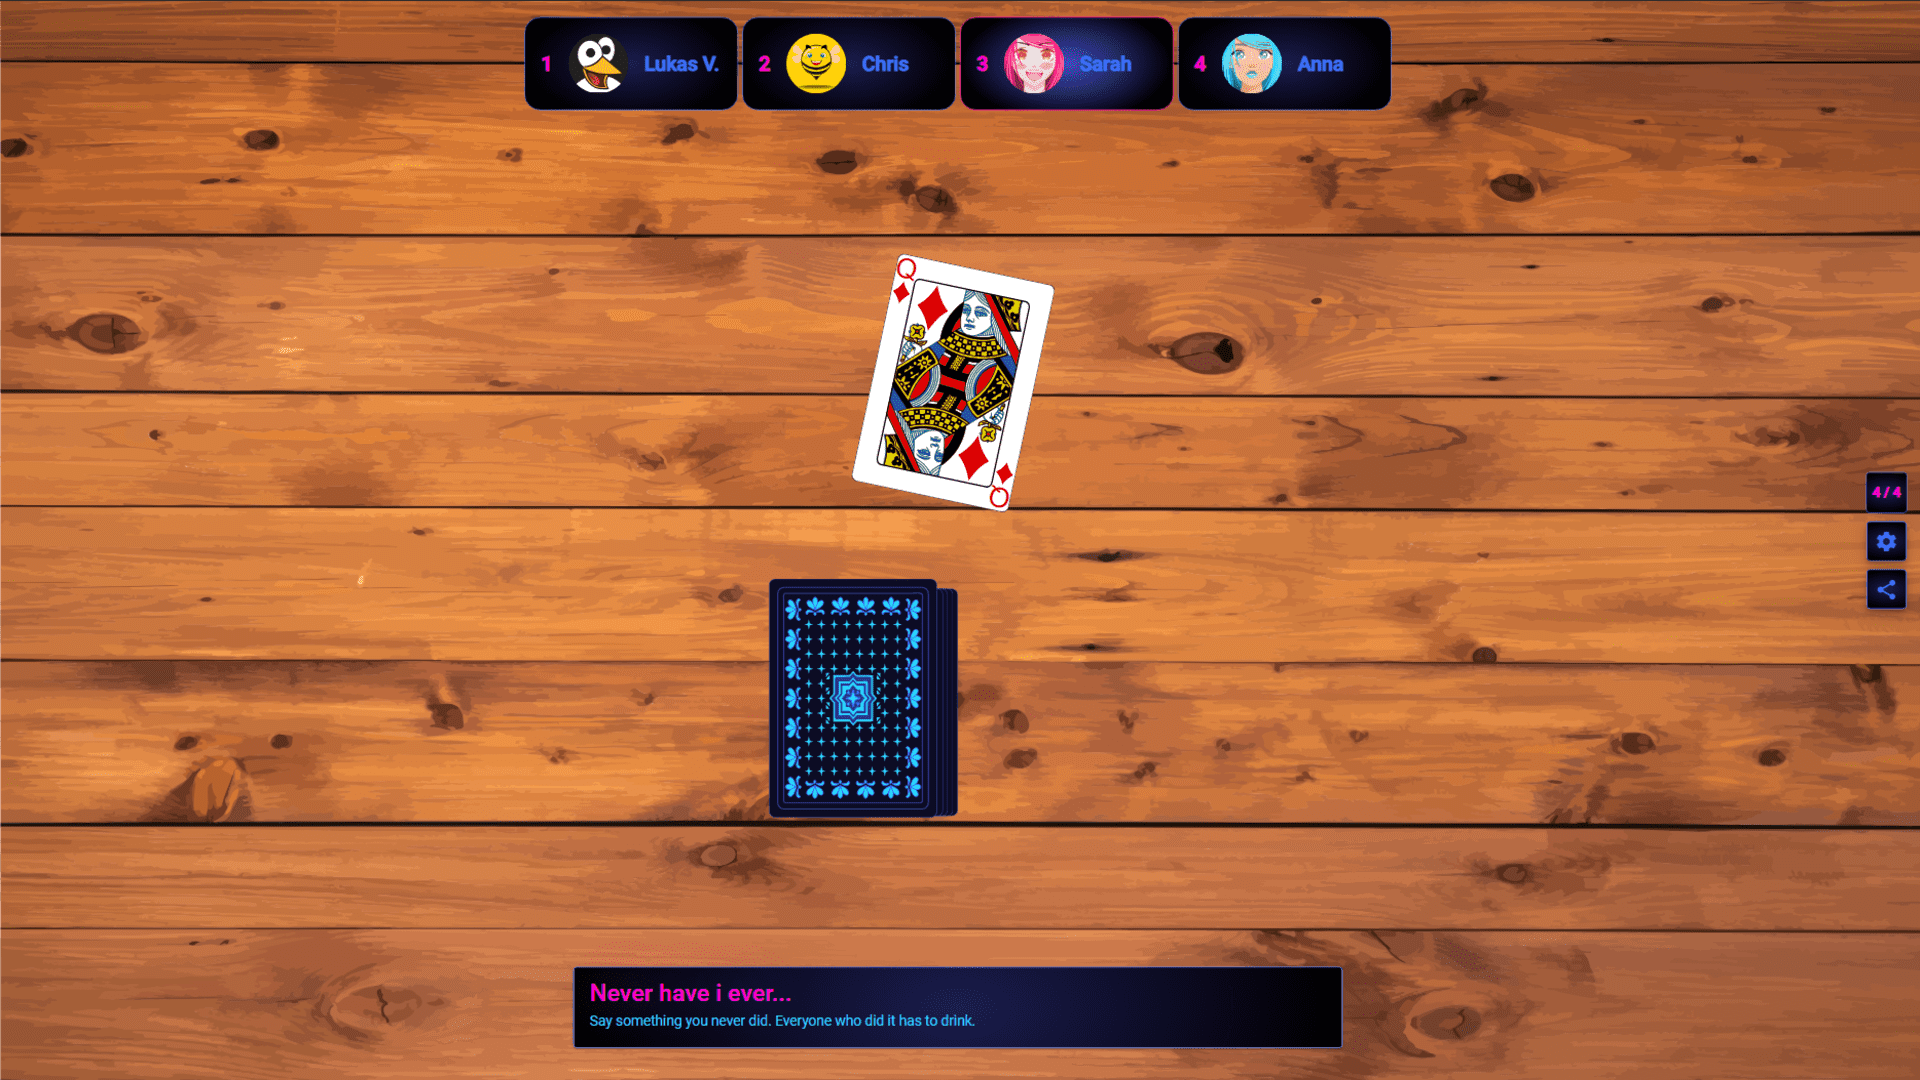 1 Lukas V.
2 Chris
3 Sarah
4 Anna
Q
Q
4 / 4
Never have i ever...
Say something you never did. Everyone who did it has to drink.